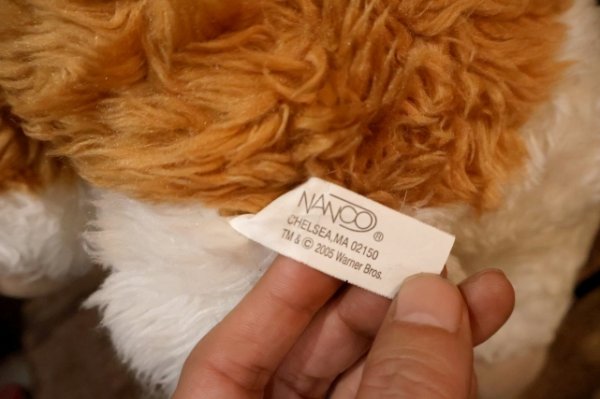 NANCO®
CHELSEA,MA 02150
TM & © 2005 Warner Bros.